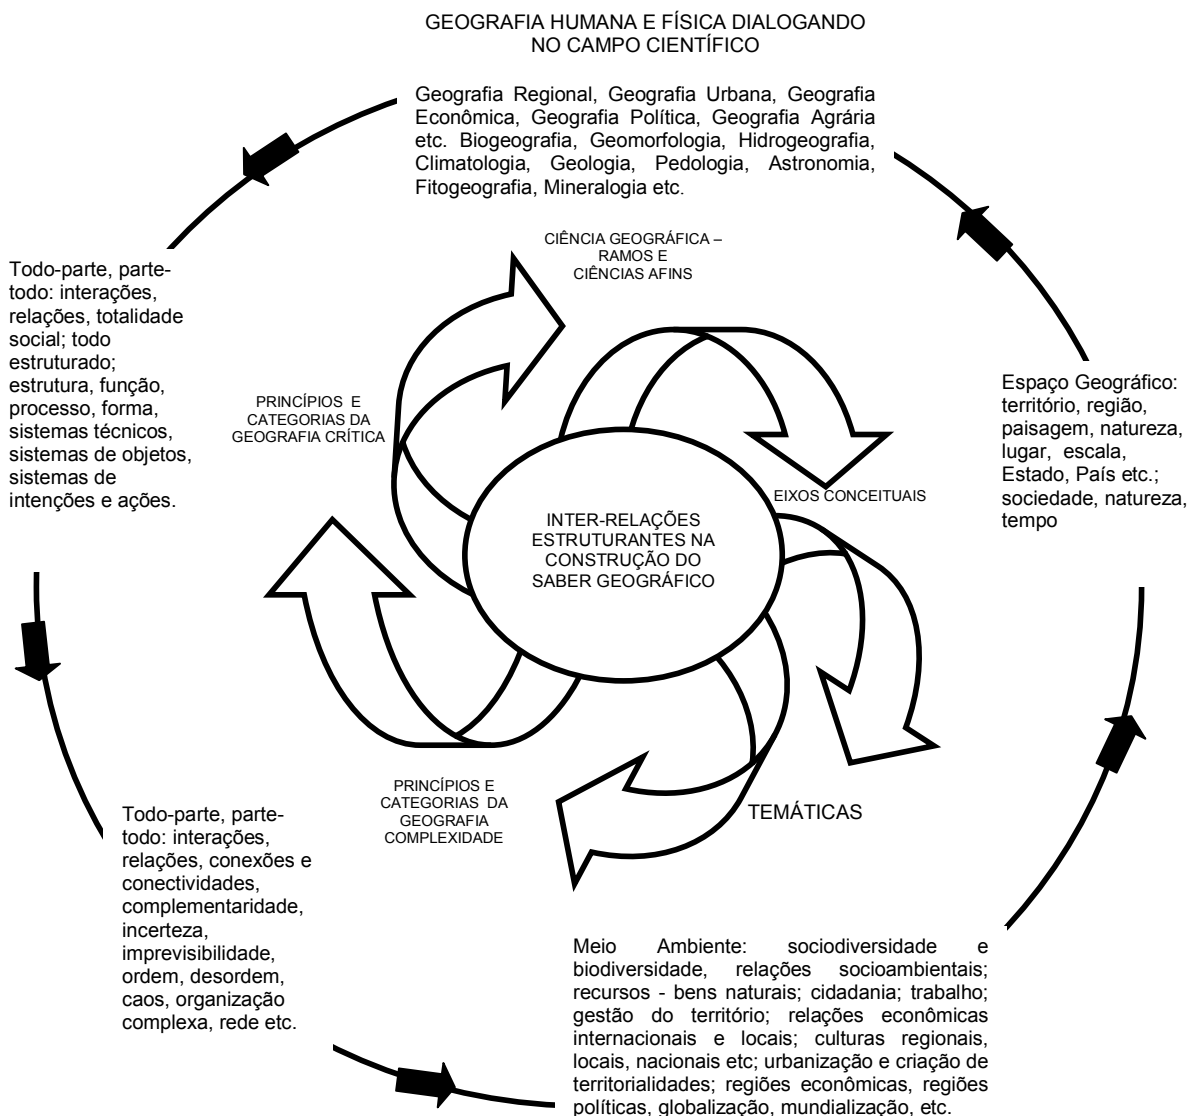 GEOGRAFIA HUMANA E FÍSICA DIALOGANDO
NO CAMPO CIENTÍFICO
Geografia Regional, Geografia Urbana, Geografia
Econômica, Geografia Política, Geografia Agrária
etc. Biogeografia, Geomorfologia, Hidrogeografia,
Climatologia, Geologia, Pedologia, Astronomia,
Fitogeografia, Mineralogia etc.
CIÊNCIA GEOGRÁFICA –
RAMOS E
CIÊNCIAS AFINS
Todo-parte, parte-
todo: interações,
relações, totalidade
social; todo
estruturado;
estrutura, função,
processo, forma,
sistemas técnicos,
sistemas de objetos,
sistemas de
intenções e ações.
PRINCÍPIOS E
CATEGORIAS DA
GEOGRAFIA CRÍTICA
Espaço Geográfico:
território, região,
paisagem, natureza,
lugar, escala,
Estado, País etc.;
sociedade, natureza,
tempo
EIXOS CONCEITUAIS
INTER-RELAÇÕES
ESTRUTURANTES NA
CONSTRUÇÃO DO
SABER GEOGRÁFICO
PRINCÍPIOS E
CATEGORIAS DA
GEOGRAFIA
COMPLEXIDADE
TEMÁTICAS
Todo-parte, parte-
todo: interações,
relações, conexões e
conectividades,
complementaridade,
incerteza,
imprevisibilidade,
ordem, desordem,
caos, organização
complexa, rede etc.
Meio Ambiente: sociodiversidade e
biodiversidade, relações socioambientais;
recursos - bens naturais; cidadania; trabalho;
gestão do território; relações econômicas
internacionais e locais; culturas regionais,
locais, nacionais etc; urbanização e criação de
territorialidades; regiões econômicas, regiões
políticas, globalização, mundialização, etc.